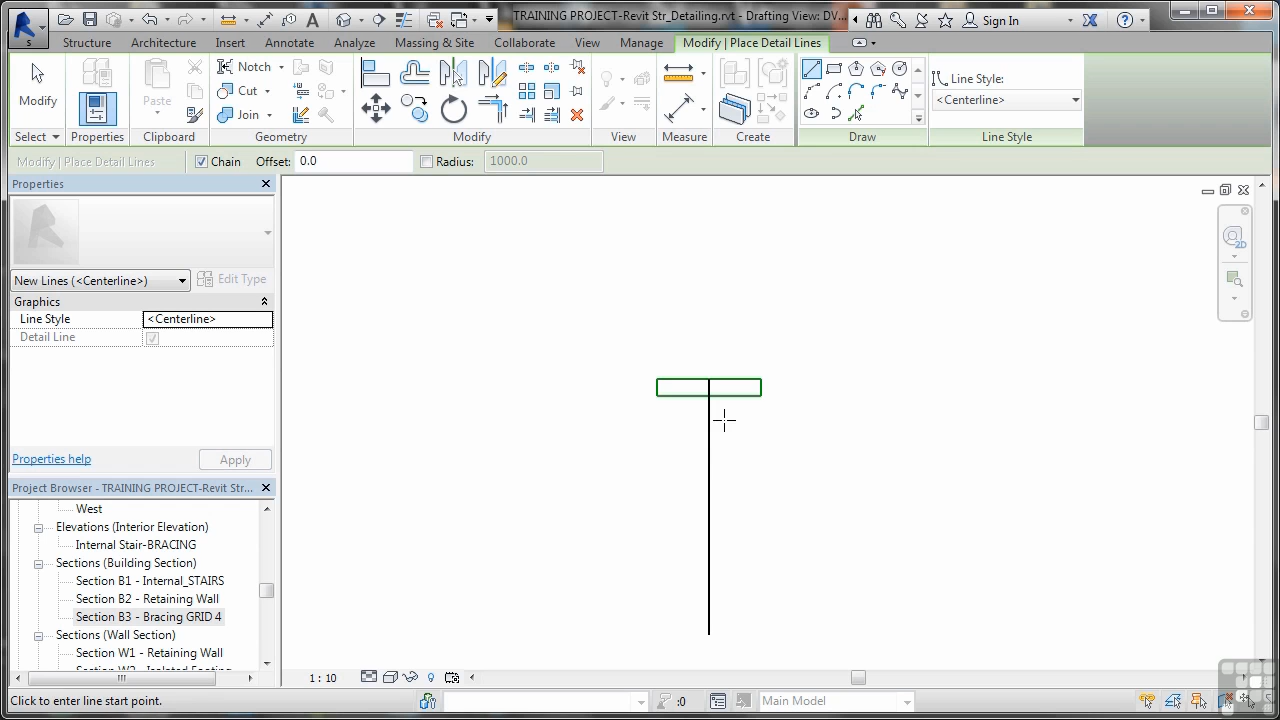 TRAINING PROJECT-Revit Str_Detailing.rvt - Drafting View: DV...
Sign In
Structure Architecture Insert Annotate Analyze Massing & Site Collaborate View Manage Modify | Place Detail Lines
Modify
Paste
Notch
Cut
Join
Line Style:
<Centerline>
Select Properties Clipboard Geometry Modify View Measure Create Draw Line Style
Modify | Place Detail Lines Chain Offset: 0.0 Radius: 1000.0
Properties
New Lines (<Centerline>) Edit Type
Graphics
Line Style <Centerline>
Detail Line
Properties help Apply
Project Browser - TRAINING PROJECT-Revit Str...
West
Elevations (Interior Elevation)
Internal Stair-BRACING
Sections (Building Section)
Section B1 - Internal_STAIRS
Section B2 - Retaining Wall
Section B3 - Bracing GRID 4
Sections (Wall Section)
Section W1 - Retaining Wall
Section W2 - Isolated Footing
2D
1 : 10
Click to enter line start point. :0 Main Model